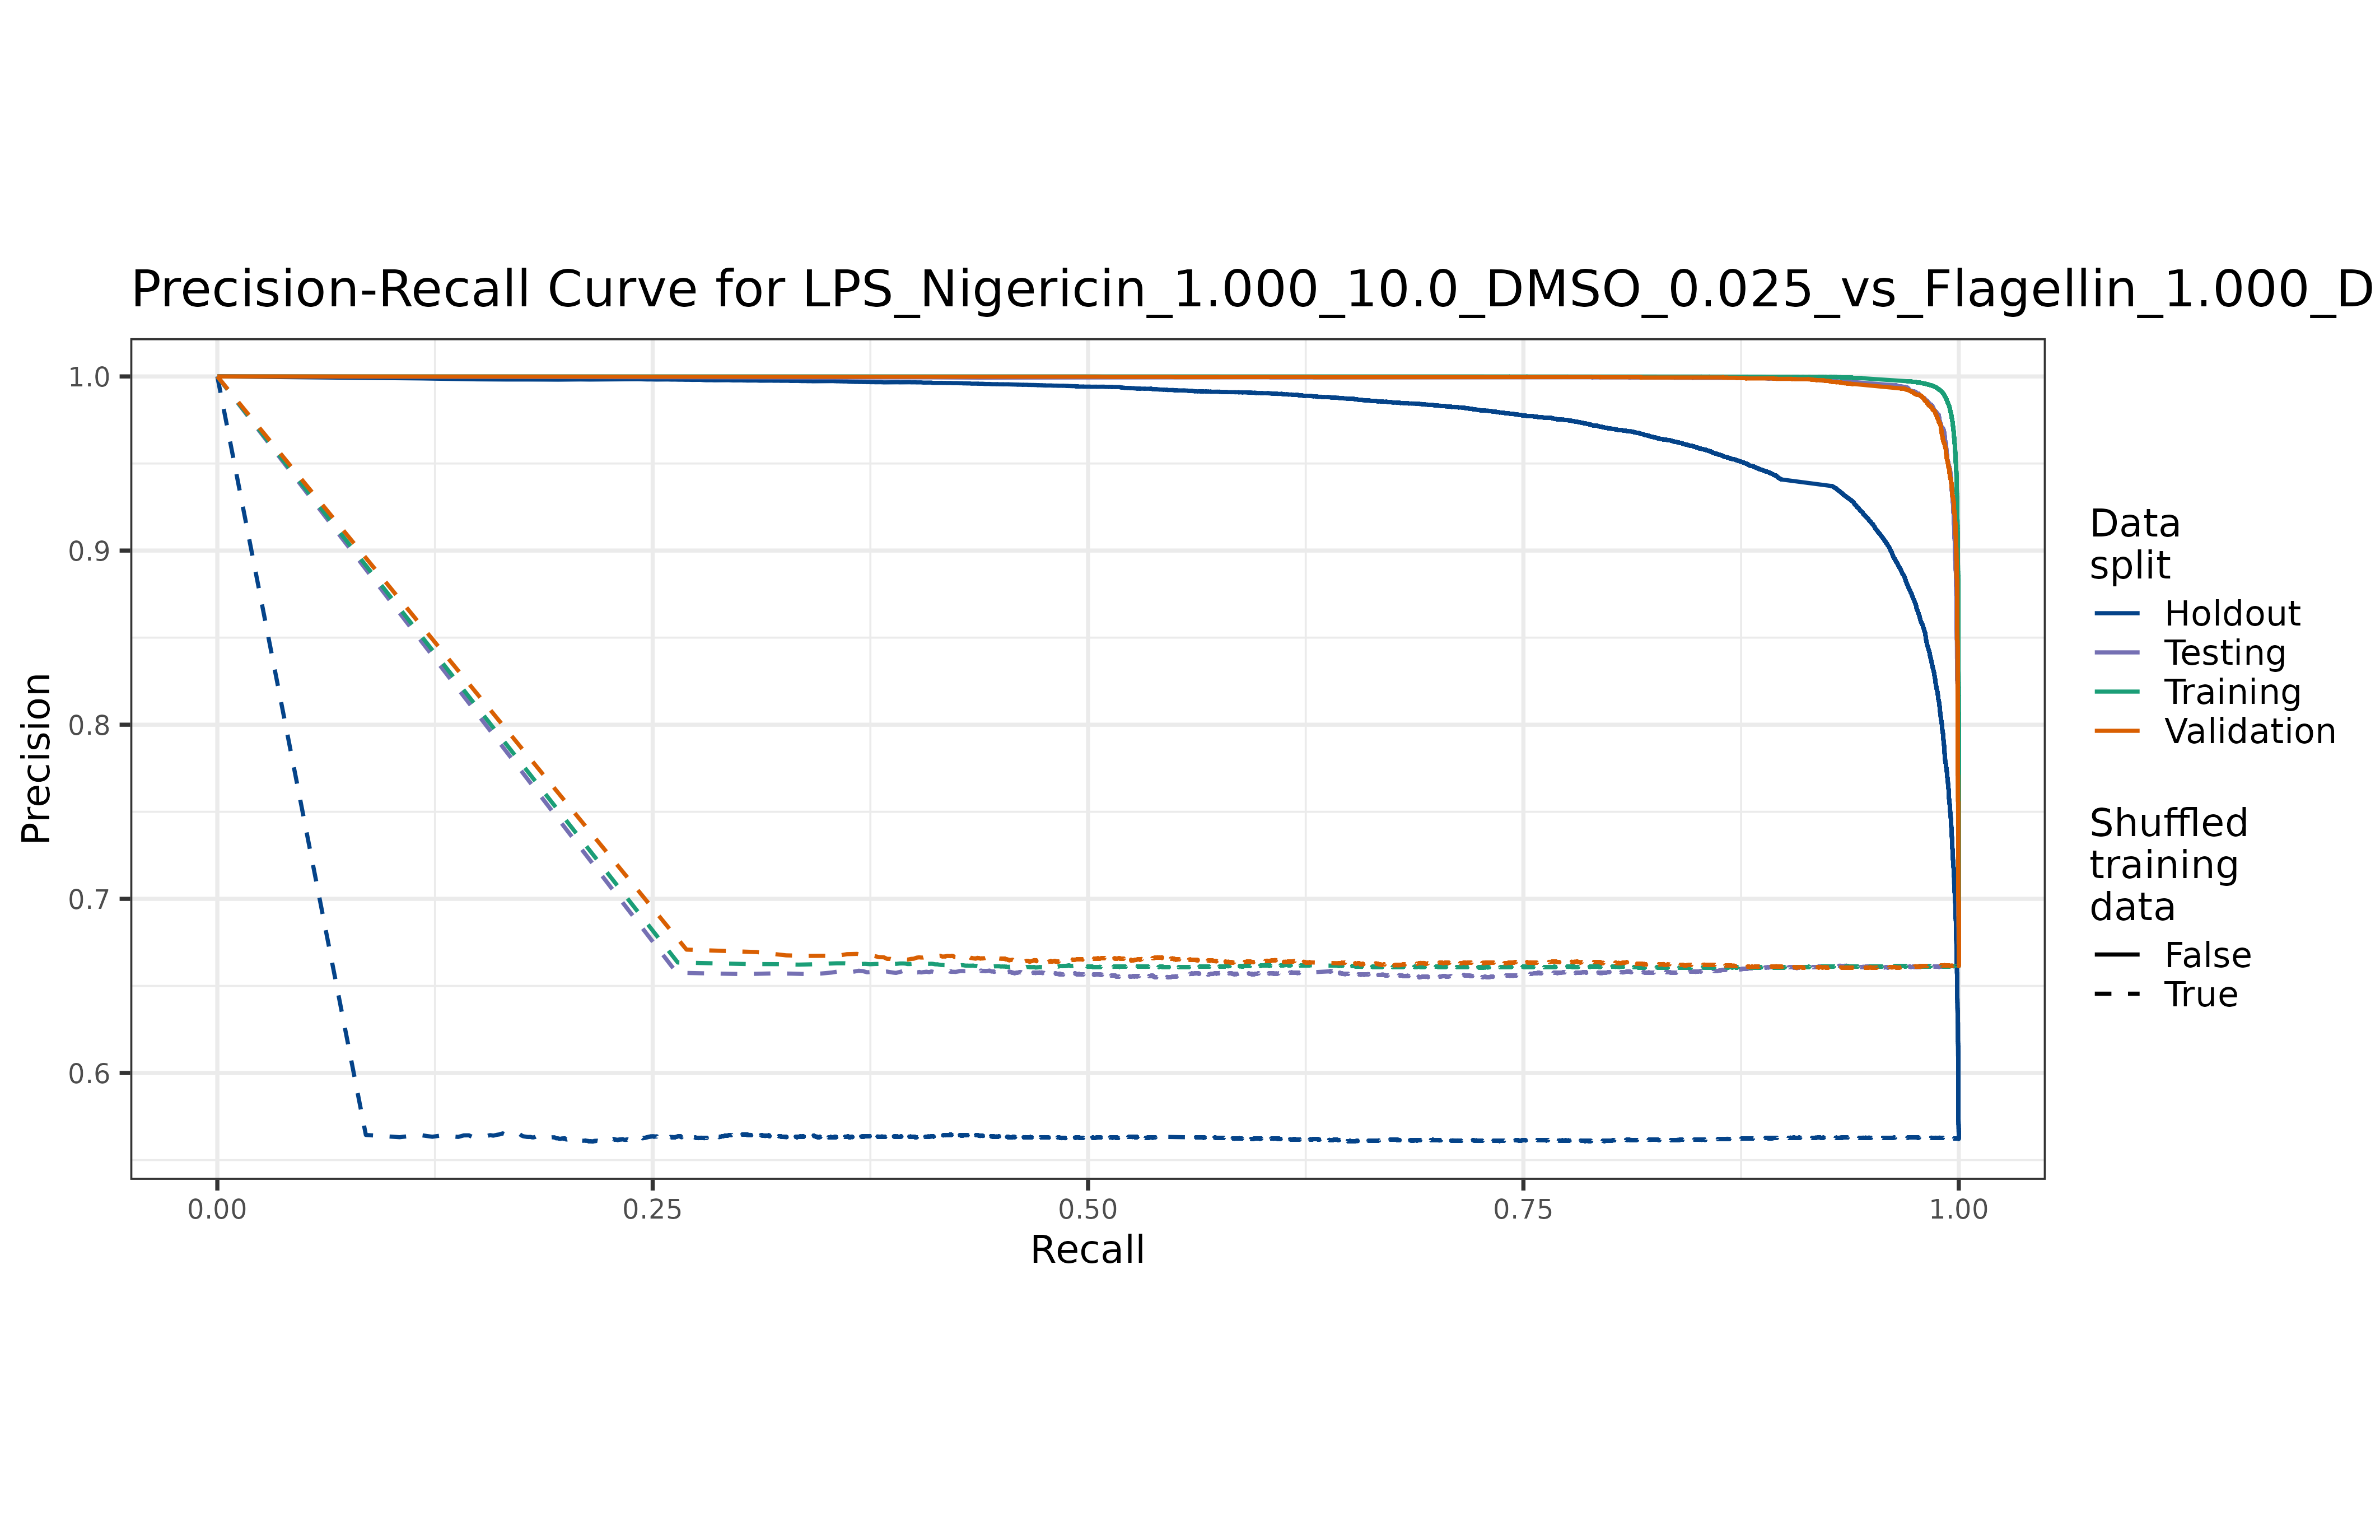 Precision-Recall Curve for LPS_Nigericin_1.000_10.0_DMSO_0.025_vs_Flagellin_1.000_D
1.0
0.9
0.8
0.7
0.6
Precision
0.00 0.25 0.50 0.75 1.00
Recall
Data
split
Holdout
Testing
Training
Validation
Shuffled
training
data
False
True